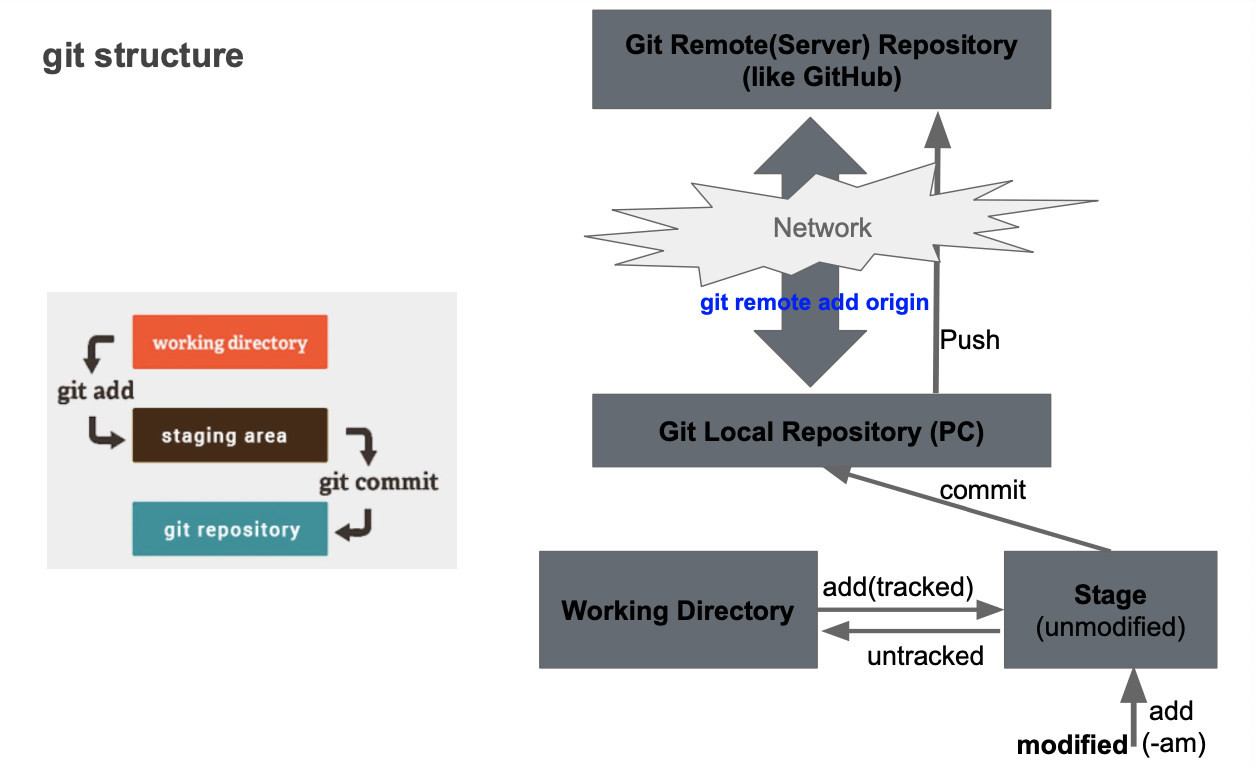 git structure
Git Remote(Server) Repository
(like GitHub)
Network
git remote add origin
Push
Git Local Repository (PC)
commit
Working Directory
add(tracked)
untracked
Stage
(unmodified)
add
modified (-am)
working directory
git add
staging area
git commit
git repository